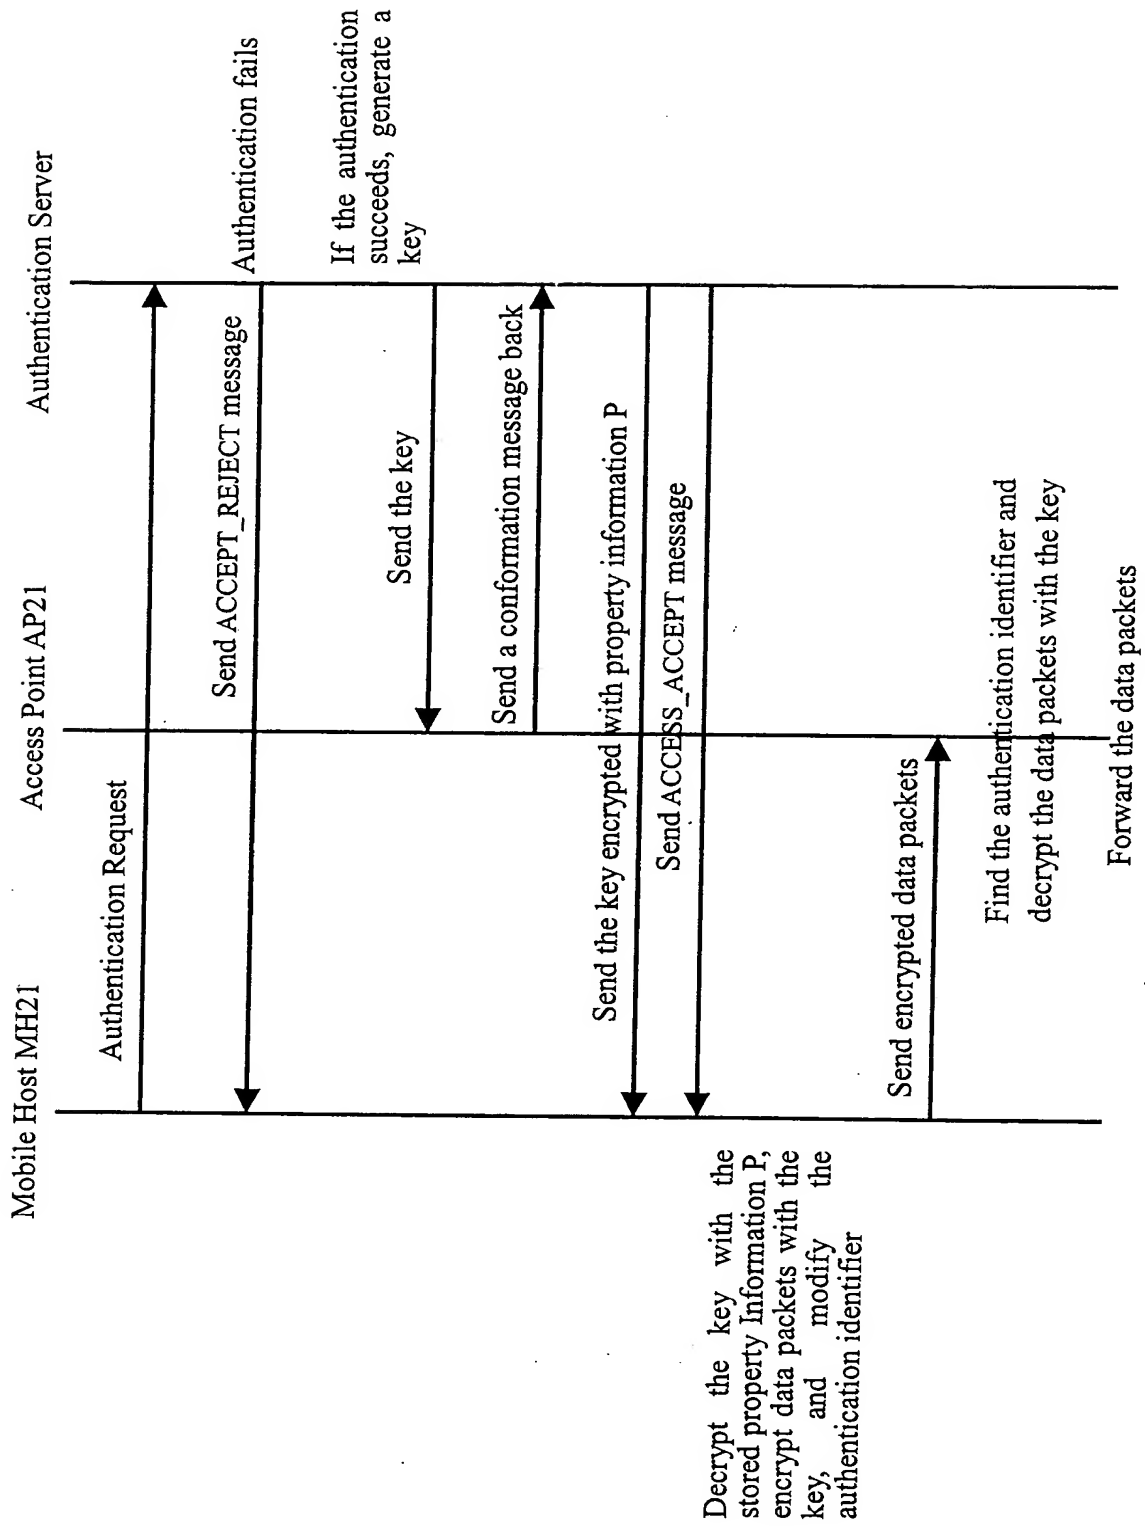 Mobile Host MH21
Access Point AP21
Authentication Server
Authentication Request
Authentication fails
Send ACCEPT_REJECT message
If the authentication
succeeds, generate a
key
Send the key
Send a conformation message back
Send the key encrypted with property information P
Send ACCESS_ACCEPT message
Decrypt the key with the
stored property Information P,
encrypt data packets with the
key, and modify the
authentication identifier
Send encrypted data packets
Find the authentication identifier and
decrypt the data packets with the key
Forward the data packets